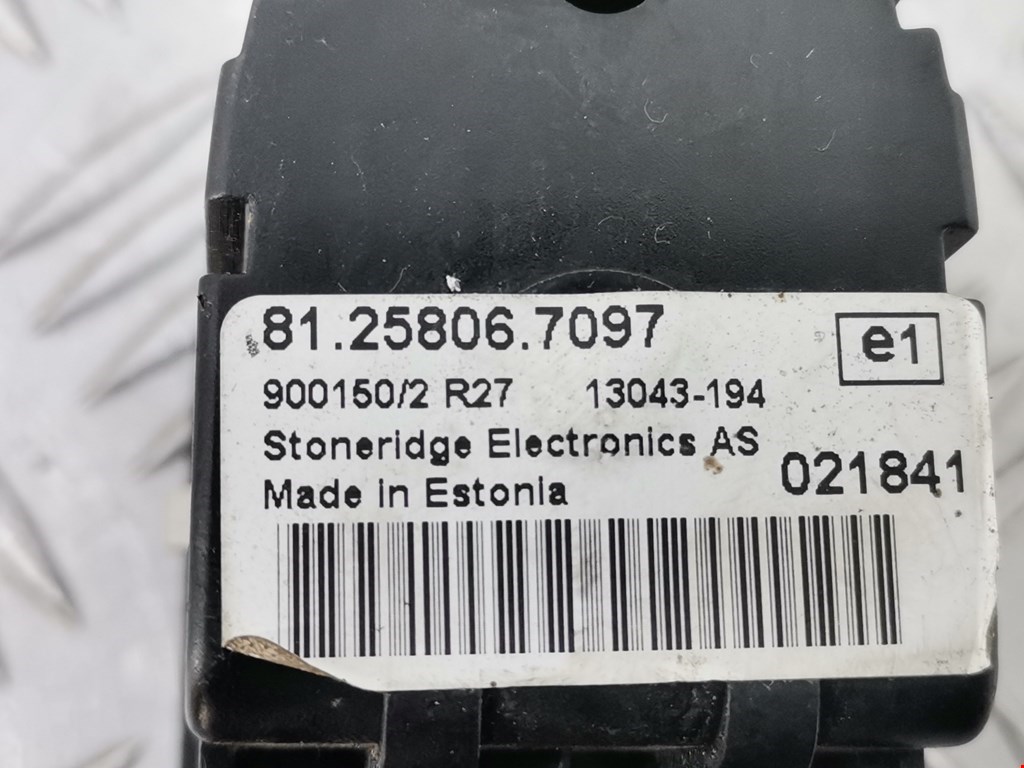 81.25806.7097
e1
900150/2 R27 13043-194
Stoneridge Electronics AS
021841
Made in Estonia